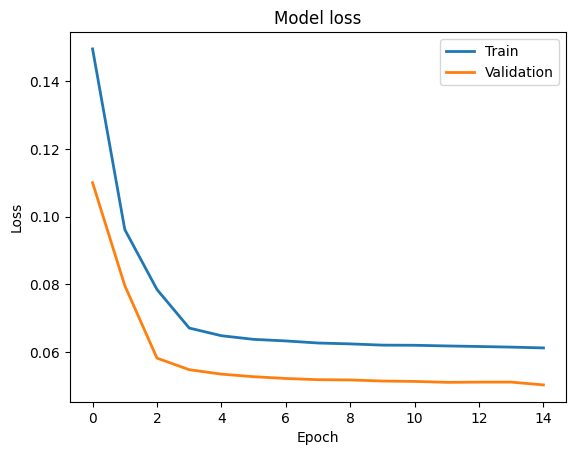 Model loss
Train
Validation
0.14
0.12
0.10
0.08
0.06
Loss
0 2 4 6 8 10 12 14
Epoch